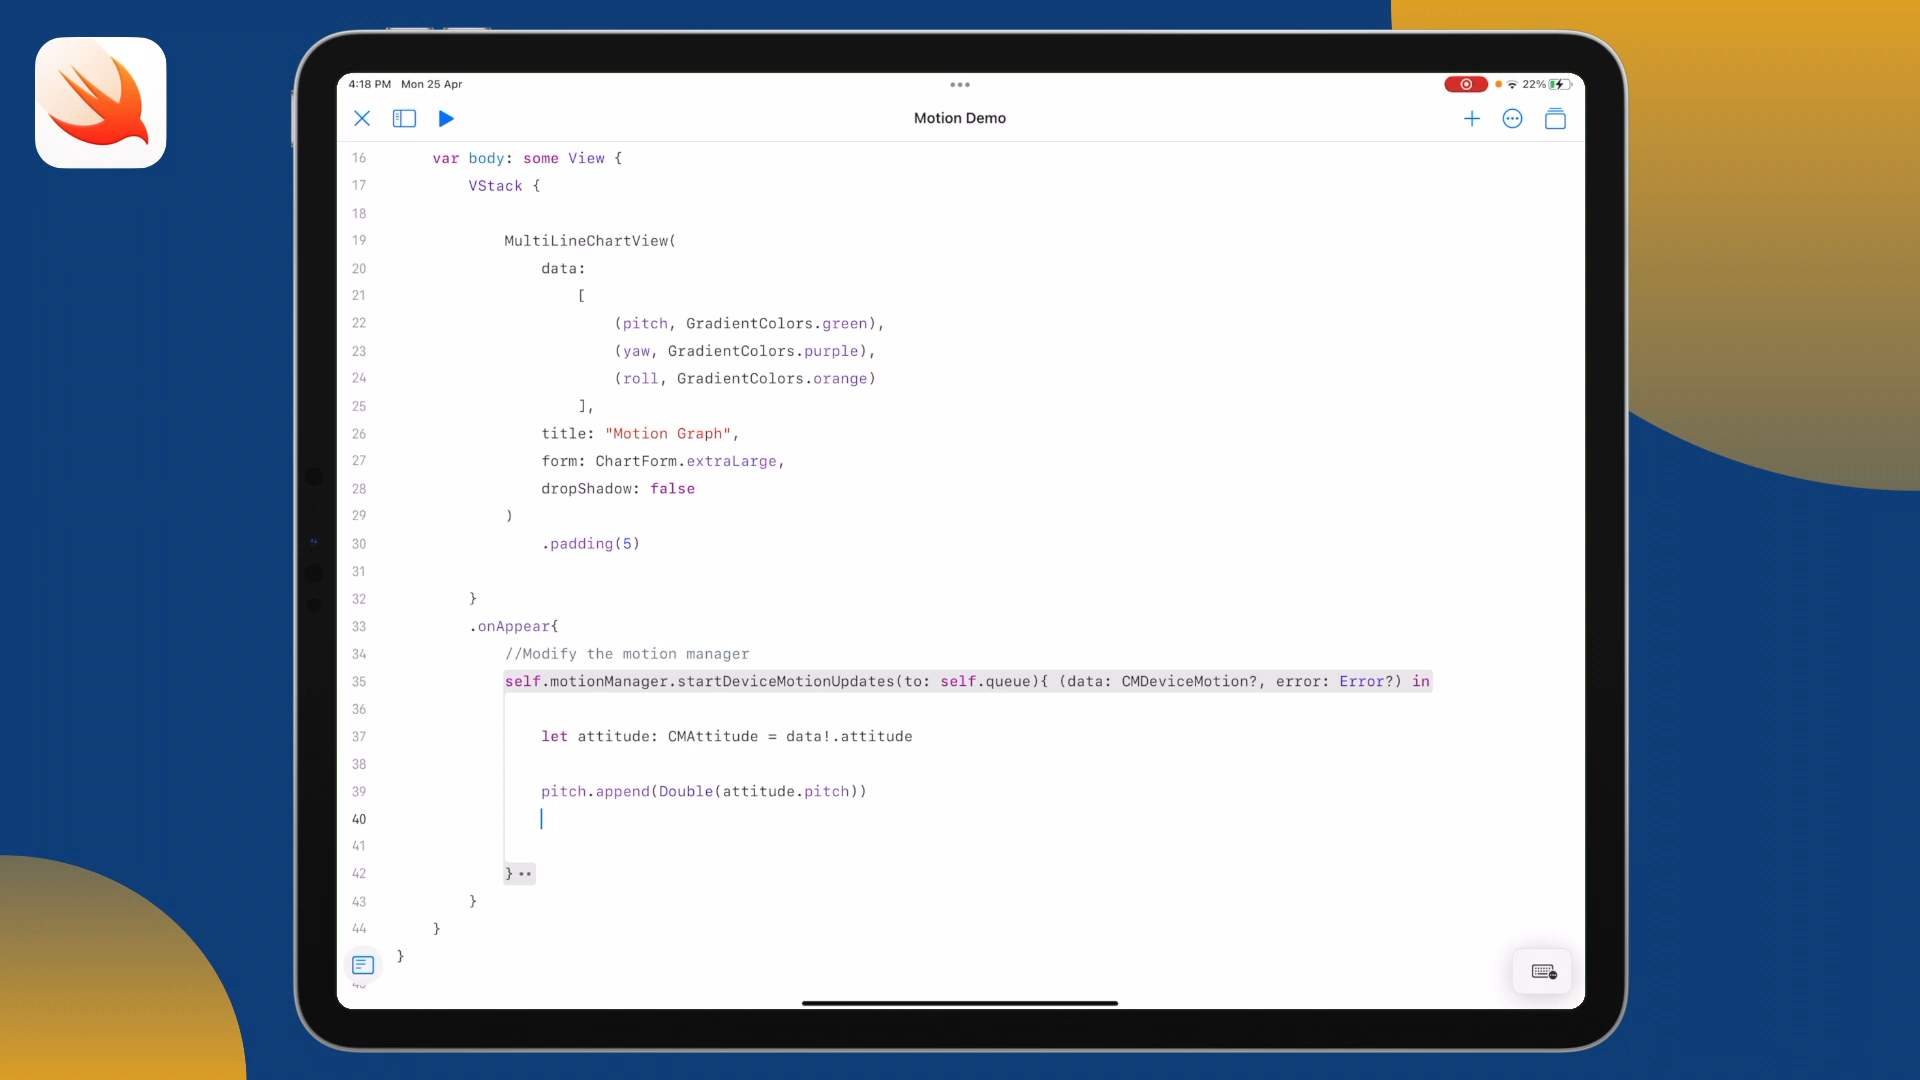 4:18 PM Mon 25 Apr
22%
Motion Demo
16 var body: some View {
17 VStack {
18
19 MultiLineChartView(
20 data:
21 [
22 (pitch, GradientColors.green),
23 (yaw, GradientColors.purple),
24 (roll, GradientColors.orange)
25 ],
26 title: "Motion Graph",
27 form: ChartForm.extraLarge,
28 dropShadow: false
29 )
30 .padding(5)
31
32 }
33 .onAppear{
34 //Modify the motion manager
35 self.motionManager.startDeviceMotionUpdates(to: self.queue){ (data: CMDeviceMotion?, error: Error?) in
36
37 let attitude: CMAttitude = data!.attitude
38
39 pitch.append(Double(attitude.pitch))
40
41
42 }
43 }
44 }
}